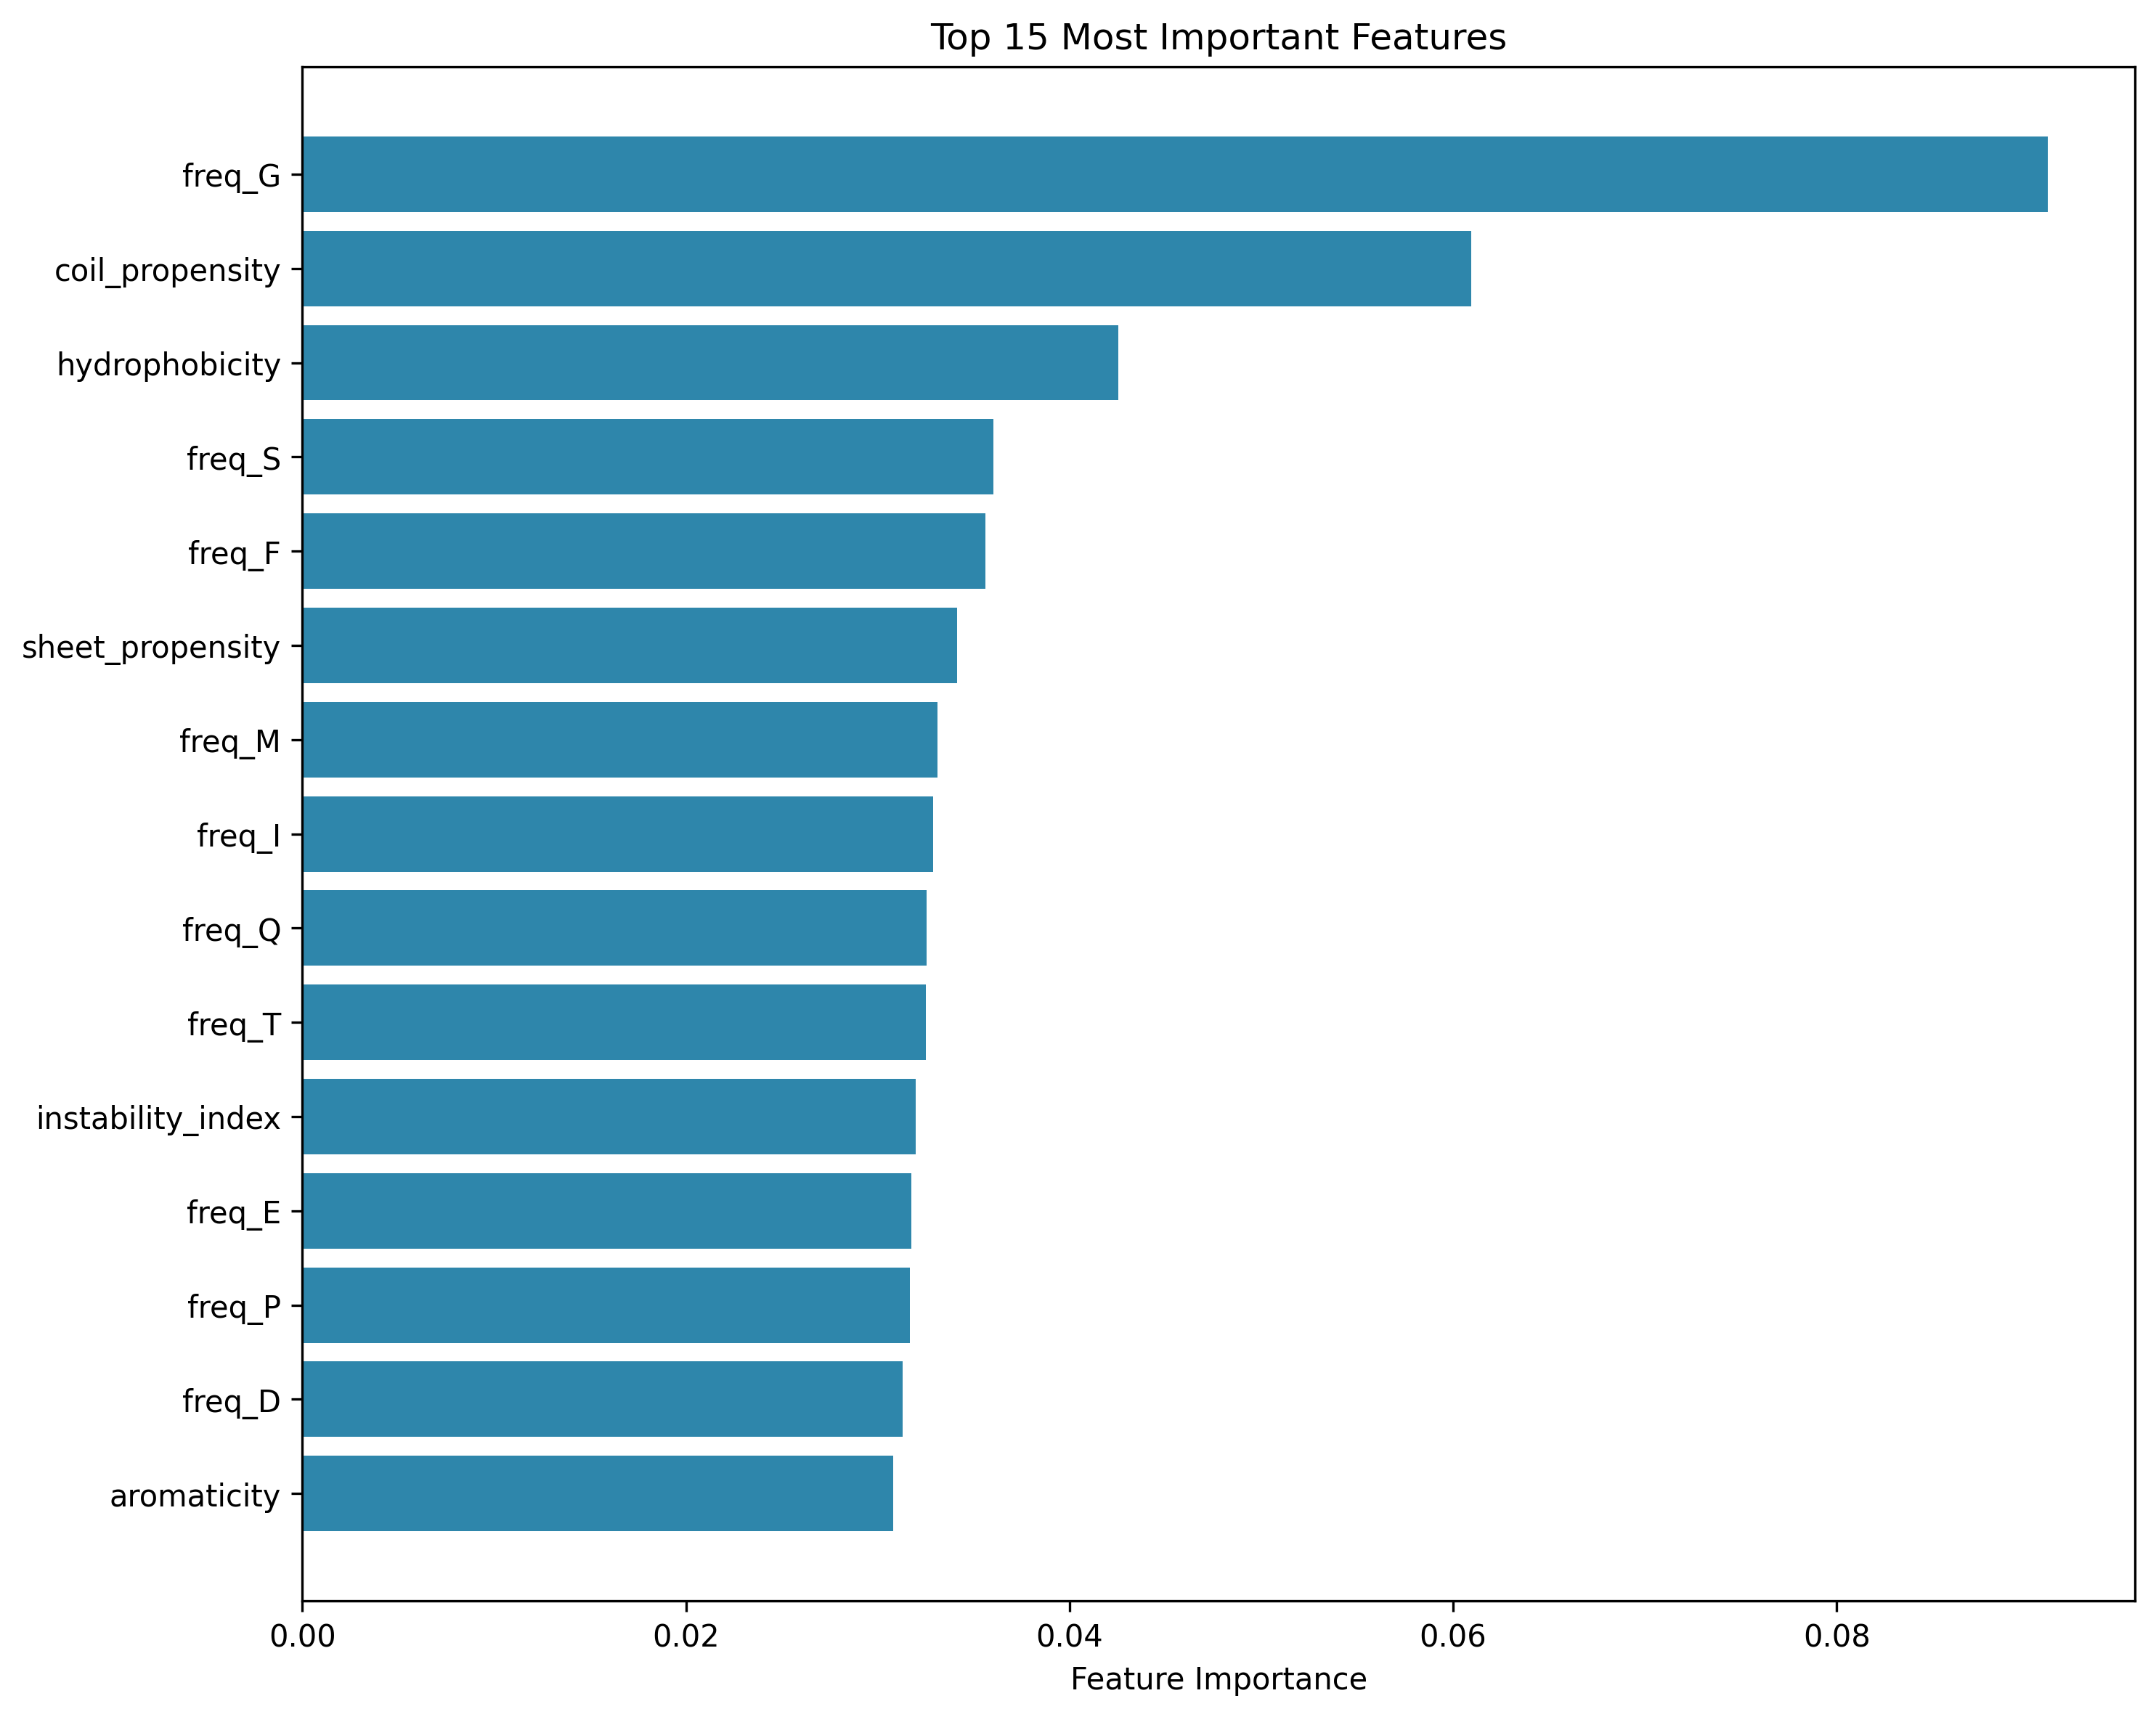 Top 15 Most Important Features
freq_G
coil_propensity
hydrophobicity
freq_S
freq_F
sheet_propensity
freq_M
freq_I
freq_Q
freq_T
instability_index
freq_E
freq_P
freq_D
aromaticity
0.00 0.02 0.04 0.06 0.08
Feature Importance